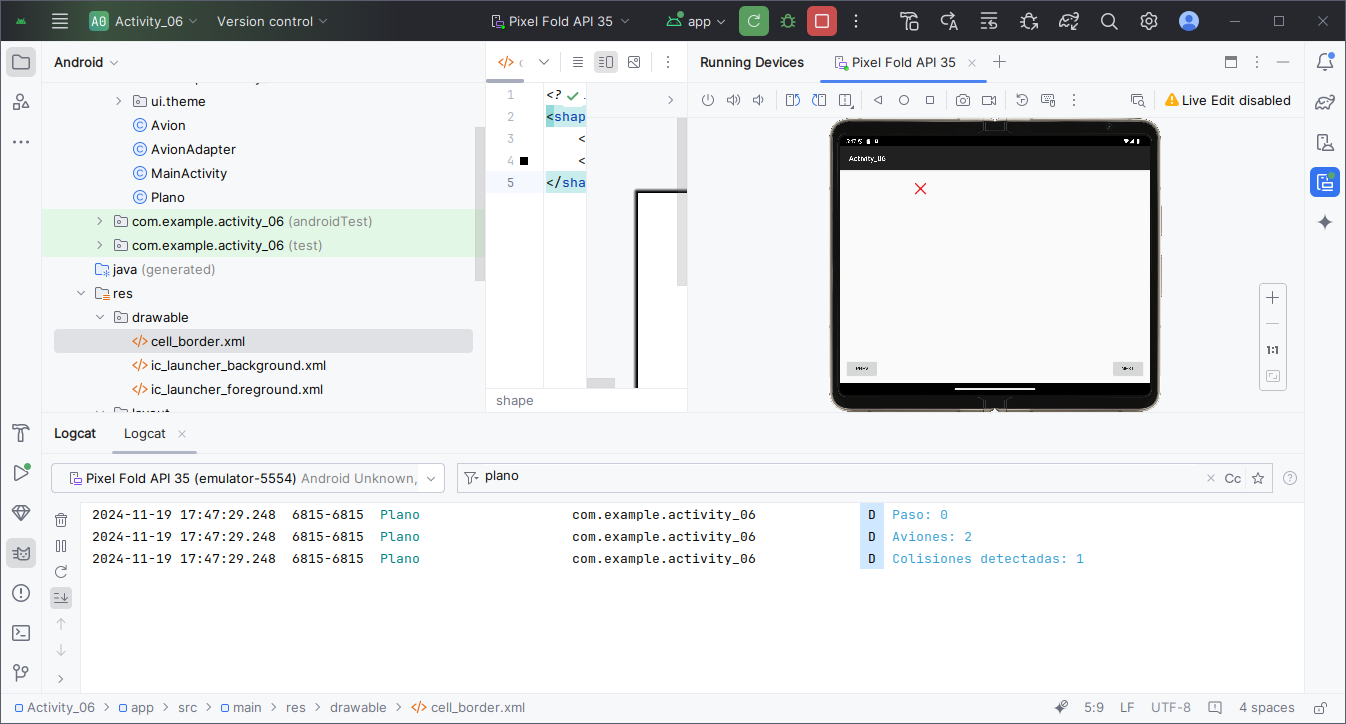 A0 Activity_06 Version control Pixel Fold API 35 app
Android
ui.theme
Avion
AvionAdapter
MainActivity
Plano
com.example.activity_06 (androidTest)
com.example.activity_06 (test)
java (generated)
res
drawable
cell_border.xml
ic_launcher_background.xml
ic_launcher_foreground.xml
layout
1 <?
2 <shap
3 <
4 <
5 </sha
shape
Running Devices Pixel Fold API 35
Live Edit disabled
Activity_06
PREV NEXT
1:1
Logcat Logcat
Pixel Fold API 35 (emulator-5554) Android Unknown, plano Cc
2024-11-19 17:47:29.248 6815-6815 Plano com.example.activity_06 D Paso: 0
2024-11-19 17:47:29.248 6815-6815 Plano com.example.activity_06 D Aviones: 2
2024-11-19 17:47:29.248 6815-6815 Plano com.example.activity_06 D Colisiones detectadas: 1
Activity_06 > app > src > main > res > drawable > cell_border.xml 5:9 LF UTF-8 4 spaces